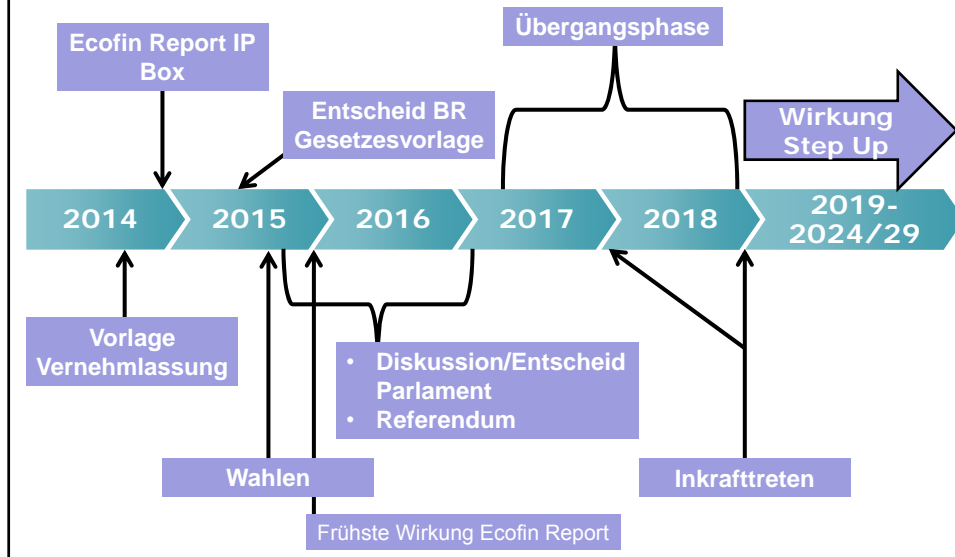 Übergangsphase
Ecofin Report IP
Box
Entscheid BR
Gesetzesvorlage
Wirkung
Step Up
2014
2015
2016
2017
2018
2019-
2024/29
Vorlage
Vernehmlassung
• Diskussion/Entscheid
Parlament
• Referendum
Wahlen
Inkrafttreten
Frühste Wirkung Ecofin Report